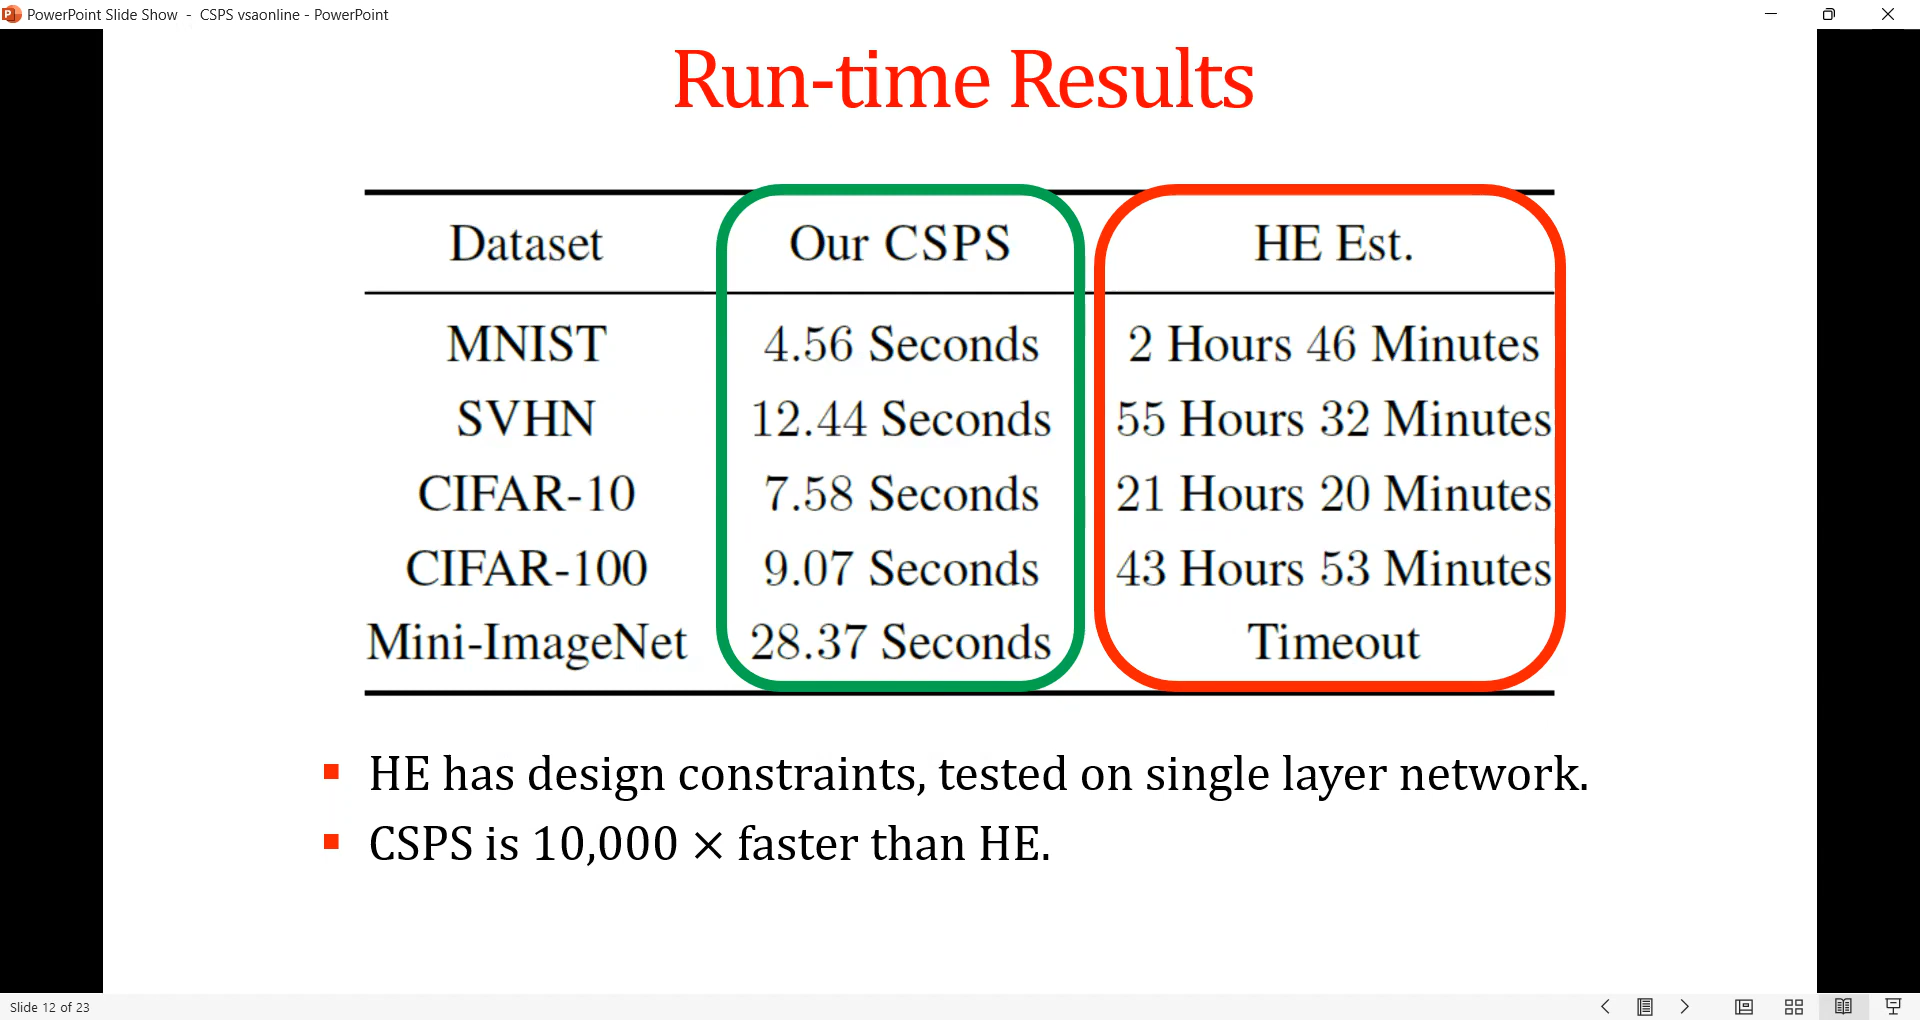 PowerPoint Slide Show - CSPS vsaonline - PowerPoint
Run-time Results
Dataset Our CSPS HE Est.
MNIST 4.56 Seconds 2 Hours 46 Minutes
SVHN 12.44 Seconds 55 Hours 32 Minutes
CIFAR-10 7.58 Seconds 21 Hours 20 Minutes
CIFAR-100 9.07 Seconds 43 Hours 53 Minutes
Mini-ImageNet 28.37 Seconds Timeout
▪ HE has design constraints, tested on single layer network.
▪ CSPS is 10,000 × faster than HE.
Slide 12 of 23